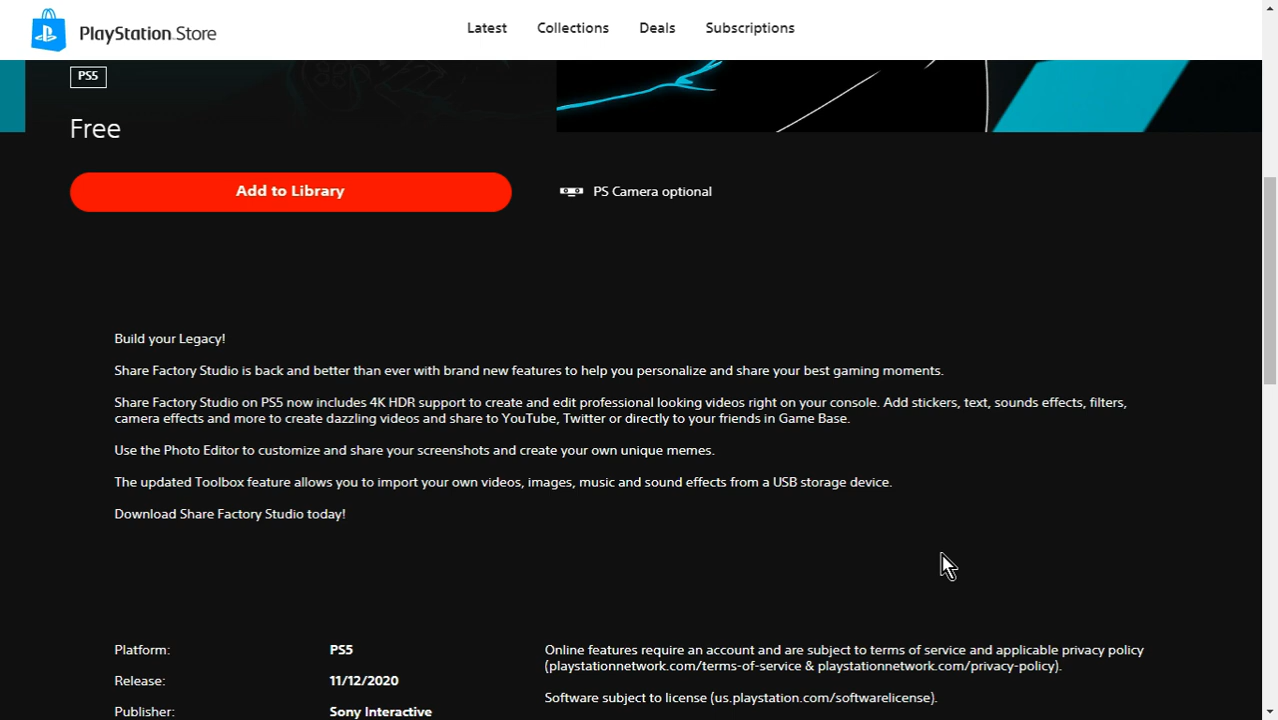 PlayStation.Store
Latest Collections Deals Subscriptions
PS5
Free
Add to Library
PS Camera optional
Build your Legacy!
Share Factory Studio is back and better than ever with brand new features to help you personalize and share your best gaming moments.
Share Factory Studio on PS5 now includes 4K HDR support to create and edit professional looking videos right on your console. Add stickers, text, sounds effects, filters,
camera effects and more to create dazzling videos and share to YouTube, Twitter or directly to your friends in Game Base.
Use the Photo Editor to customize and share your screenshots and create your own unique memes.
The updated Toolbox feature allows you to import your own videos, images, music and sound effects from a USB storage device.
Download Share Factory Studio today!
Platform: PS5
Release: 11/12/2020
Publisher: Sony Interactive
Online features require an account and are subject to terms of service and applicable privacy policy
(playstationnetwork.com/terms-of-service & playstationnetwork.com/privacy-policy).
Software subject to license (us.playstation.com/softwarelicense).